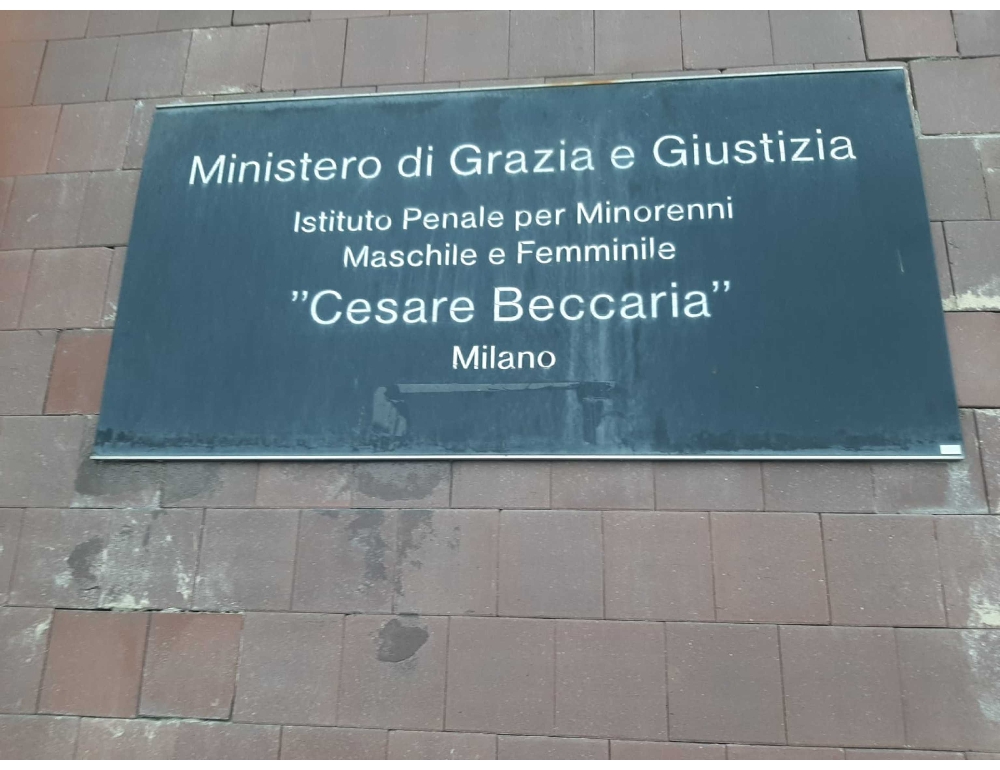 Ministero di Grazia e Giustizia
Istituto Penale per Minorenni
Maschile e Femminile
"Cesare Beccaria"
Milano